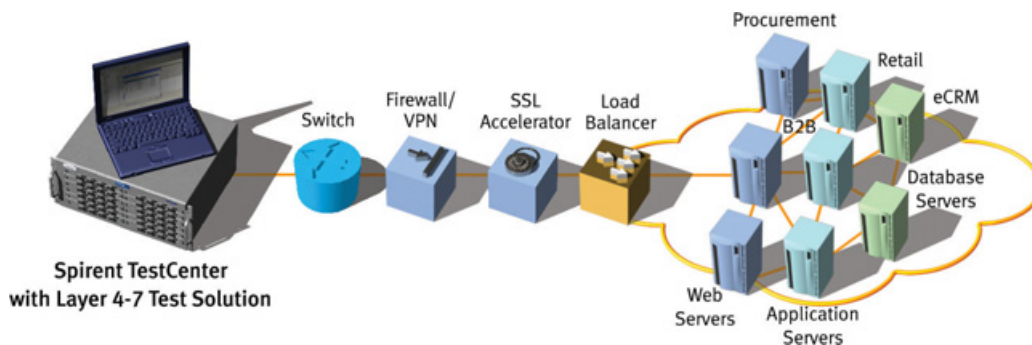 Procurement
Retail
eCRM
Switch
Firewall/
VPN
SSL
Accelerator
Load
Balancer
B2B
Database
Servers
Spirent TestCenter
with Layer 4-7 Test Solution
Web
Servers
Application
Servers